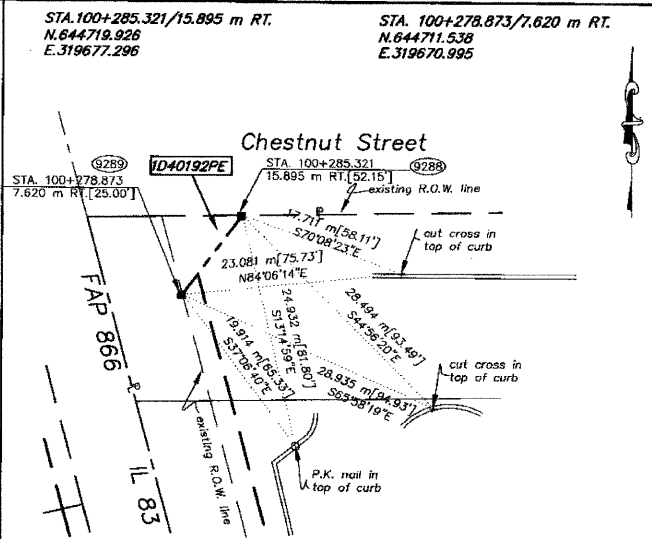 STA.100+285.321/15.895 m RT.
N.644719.926
E.319677.296
STA. 100+278.873/7.620 m RT.
N.644711.538
E.319670.995
Chestnut Street
9289
1D40192PE
STA. 100+285.321
15.895 m RT.[52.15']
9288
STA. 100+278.873
7.620 m RT.[25.00']
existing R.O.W. line
17.711 m[58.11']
S70°08'23"E
cut cross in
top of curb
23.081 m[75.73']
N84°06'14"E
24.932 m[81.80']
S13°14'59"E
28.494 m[93.49']
S44°56'20"E
19.914 m[65.33']
S37°06'40"E
28.935 m[94.93']
S65°58'19"E
cut cross in
top of curb
FAP 866
existing R.O.W. line
IL 83
P.K. nail in
top of curb